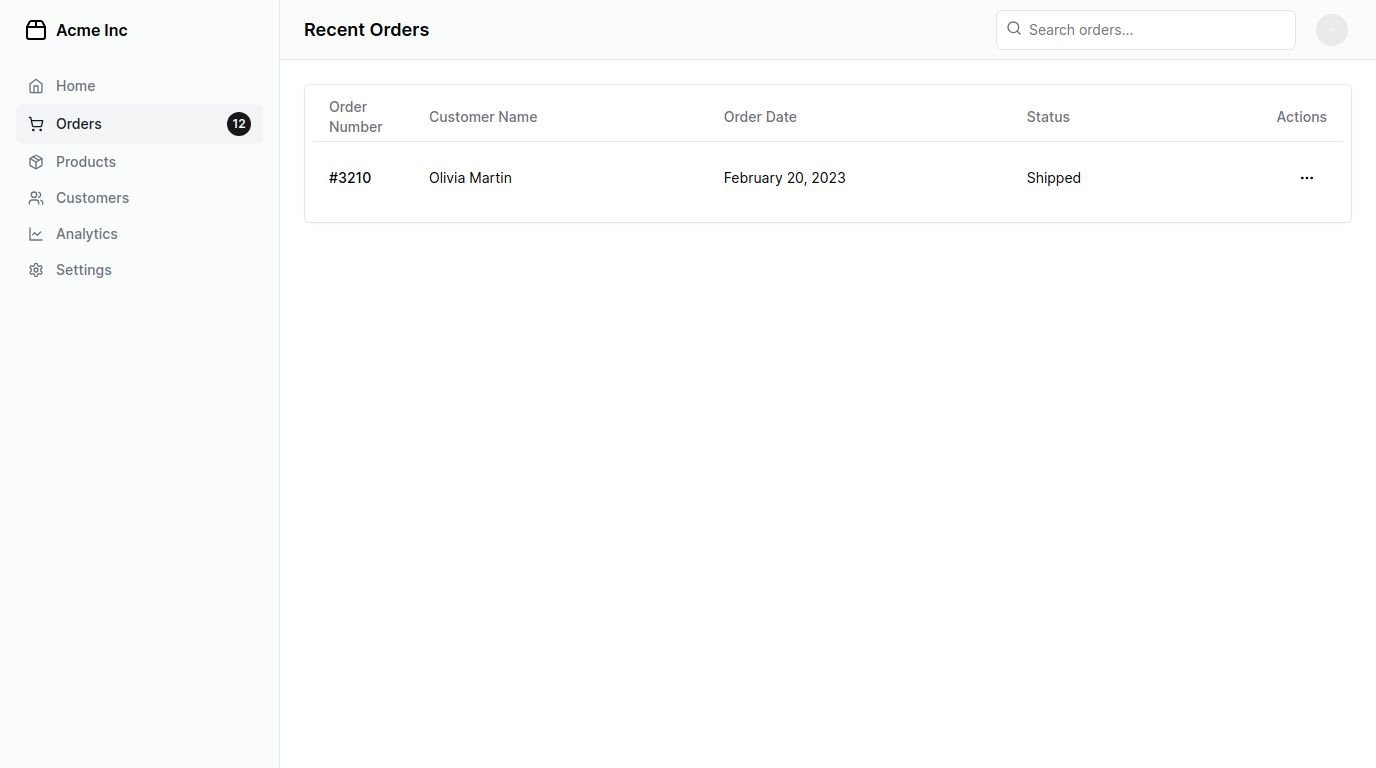 Acme Inc
Recent Orders
Search orders...
Home
Orders 12
Products
Customers
Analytics
Settings
Order Number Customer Name Order Date Status Actions
#3210 Olivia Martin February 20, 2023 Shipped ...